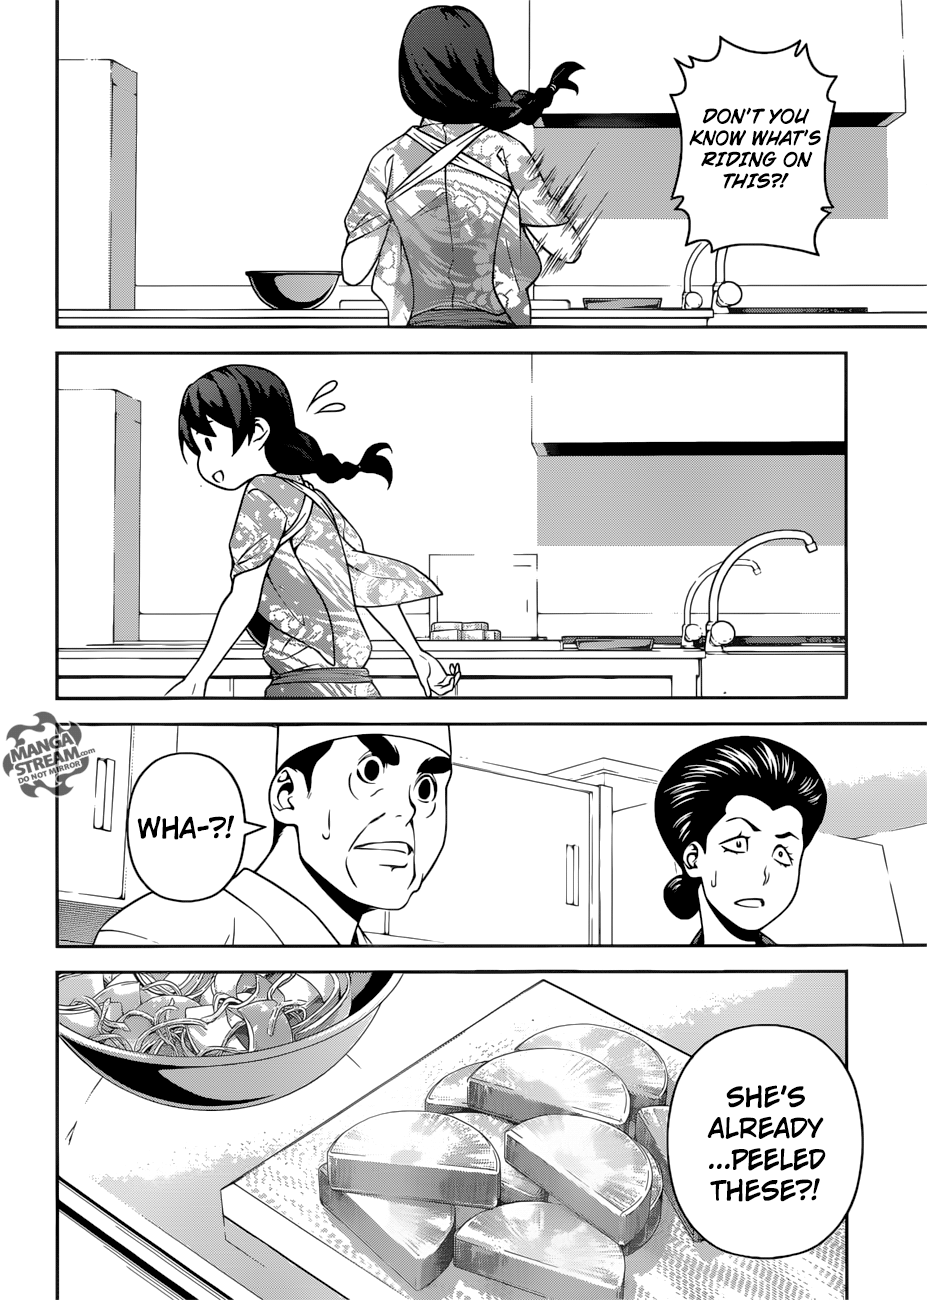 DON'T YOU
KNOW WHAT'S
RIDING ON
THIS?!
MANGA
STREAM.com
DO NOT MIRROR
WHA-?!
SHE'S
ALREADY
...PEELED
THESE?!